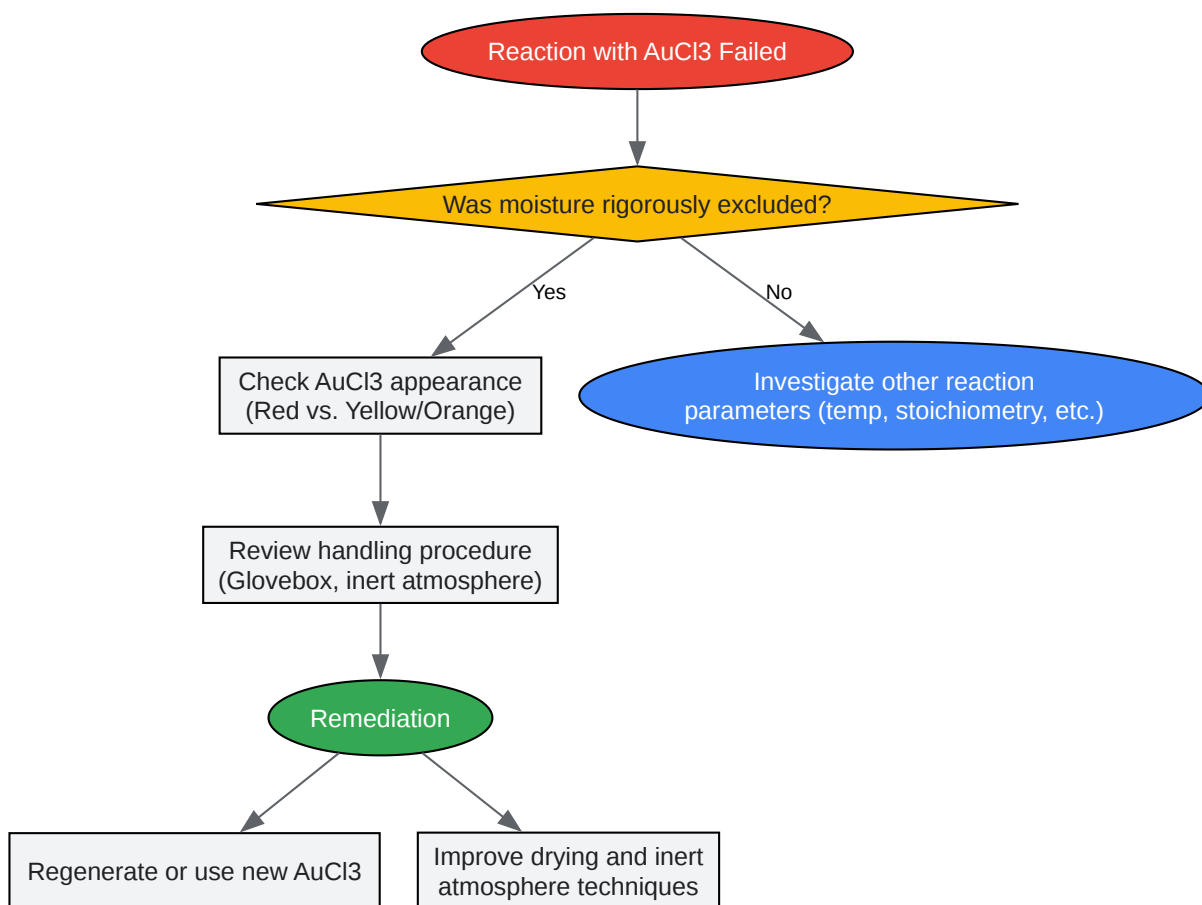 Reaction with AuCl3 Failed
Was moisture rigorously excluded?
Yes
No
Check AuCl3 appearance
(Red vs. Yellow/Orange)
Investigate other reaction
parameters (temp, stoichiometry, etc.)
Review handling procedure
(Glovebox, inert atmosphere)
Remediation
Regenerate or use new AuCl3
Improve drying and inert
atmosphere techniques